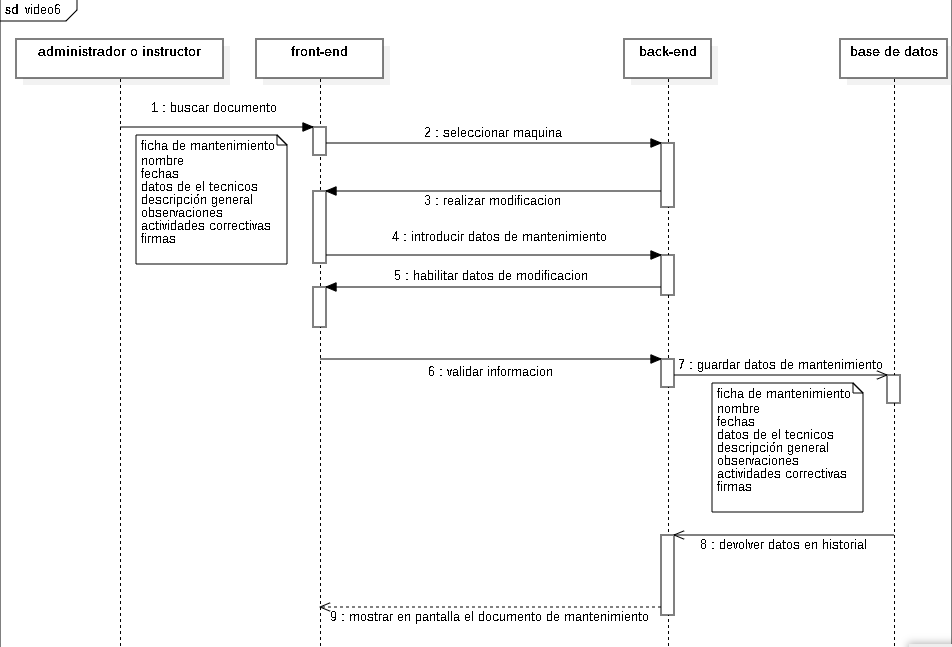 sd video6
administrador o instructor
front-end
back-end
base de datos
1 : buscar documento
2 : seleccionar maquina
ficha de mantenimiento
nombre
fechas
datos de el tecnicos
descripción general
observaciones
actividades correctivas
firmas
3 : realizar modificacion
4 : introducir datos de mantenimiento
5 : habilitar datos de modificacion
6 : validar informacion
7 : guardar datos de mantenimiento
ficha de mantenimiento
nombre
fechas
datos de el tecnicos
descripción general
observaciones
actividades correctivas
firmas
8 : devolver datos en historial
9 : mostrar en pantalla el documento de mantenimiento